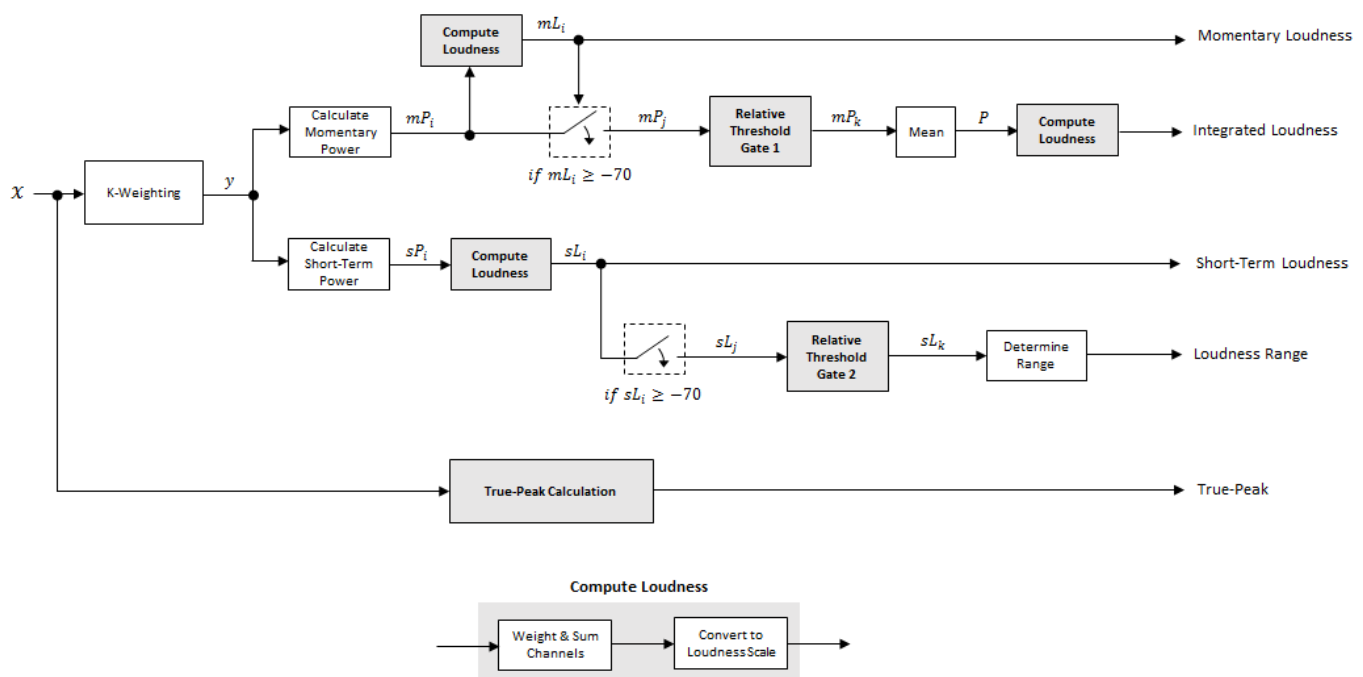 Compute
Loudness
mL_i
Momentary Loudness
Calculate
Momentary
Power
mP_i
mP_j
Relative
Threshold
Gate 1
mP_k
Mean
P
Compute
Loudness
Integrated Loudness
if mL_i ≥ −70
x
K-Weighting
y
Calculate
Short-Term
Power
sP_i
Compute
Loudness
sL_i
Short-Term Loudness
sL_j
Relative
Threshold
Gate 2
sL_k
Determine
Range
Loudness Range
if sL_i ≥ −70
True-Peak Calculation
True-Peak
Compute Loudness
Weight & Sum
Channels
Convert to
Loudness Scale